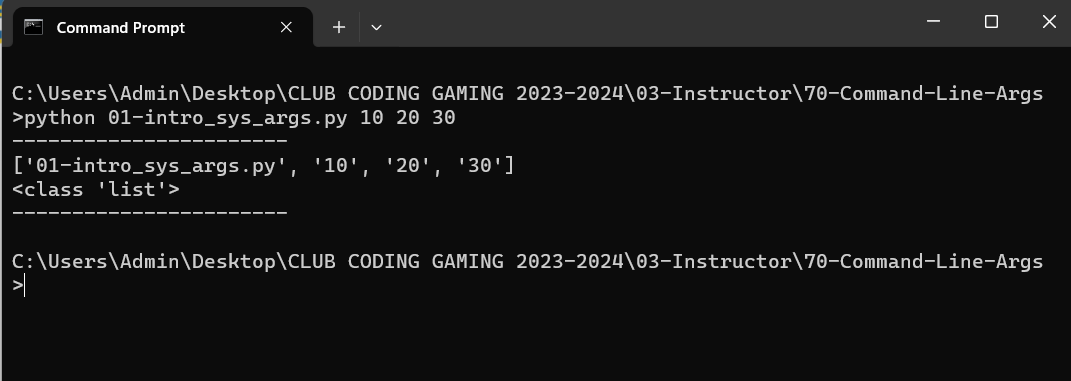 Command Prompt
C:\Users\Admin\Desktop\CLUB CODING GAMING 2023-2024\03-Instructor\70-Command-Line-Args
>python 01-intro_sys_args.py 10 20 30
-----------------------
['01-intro_sys_args.py', '10', '20', '30']
<class 'list'>
-----------------------
C:\Users\Admin\Desktop\CLUB CODING GAMING 2023-2024\03-Instructor\70-Command-Line-Args
>